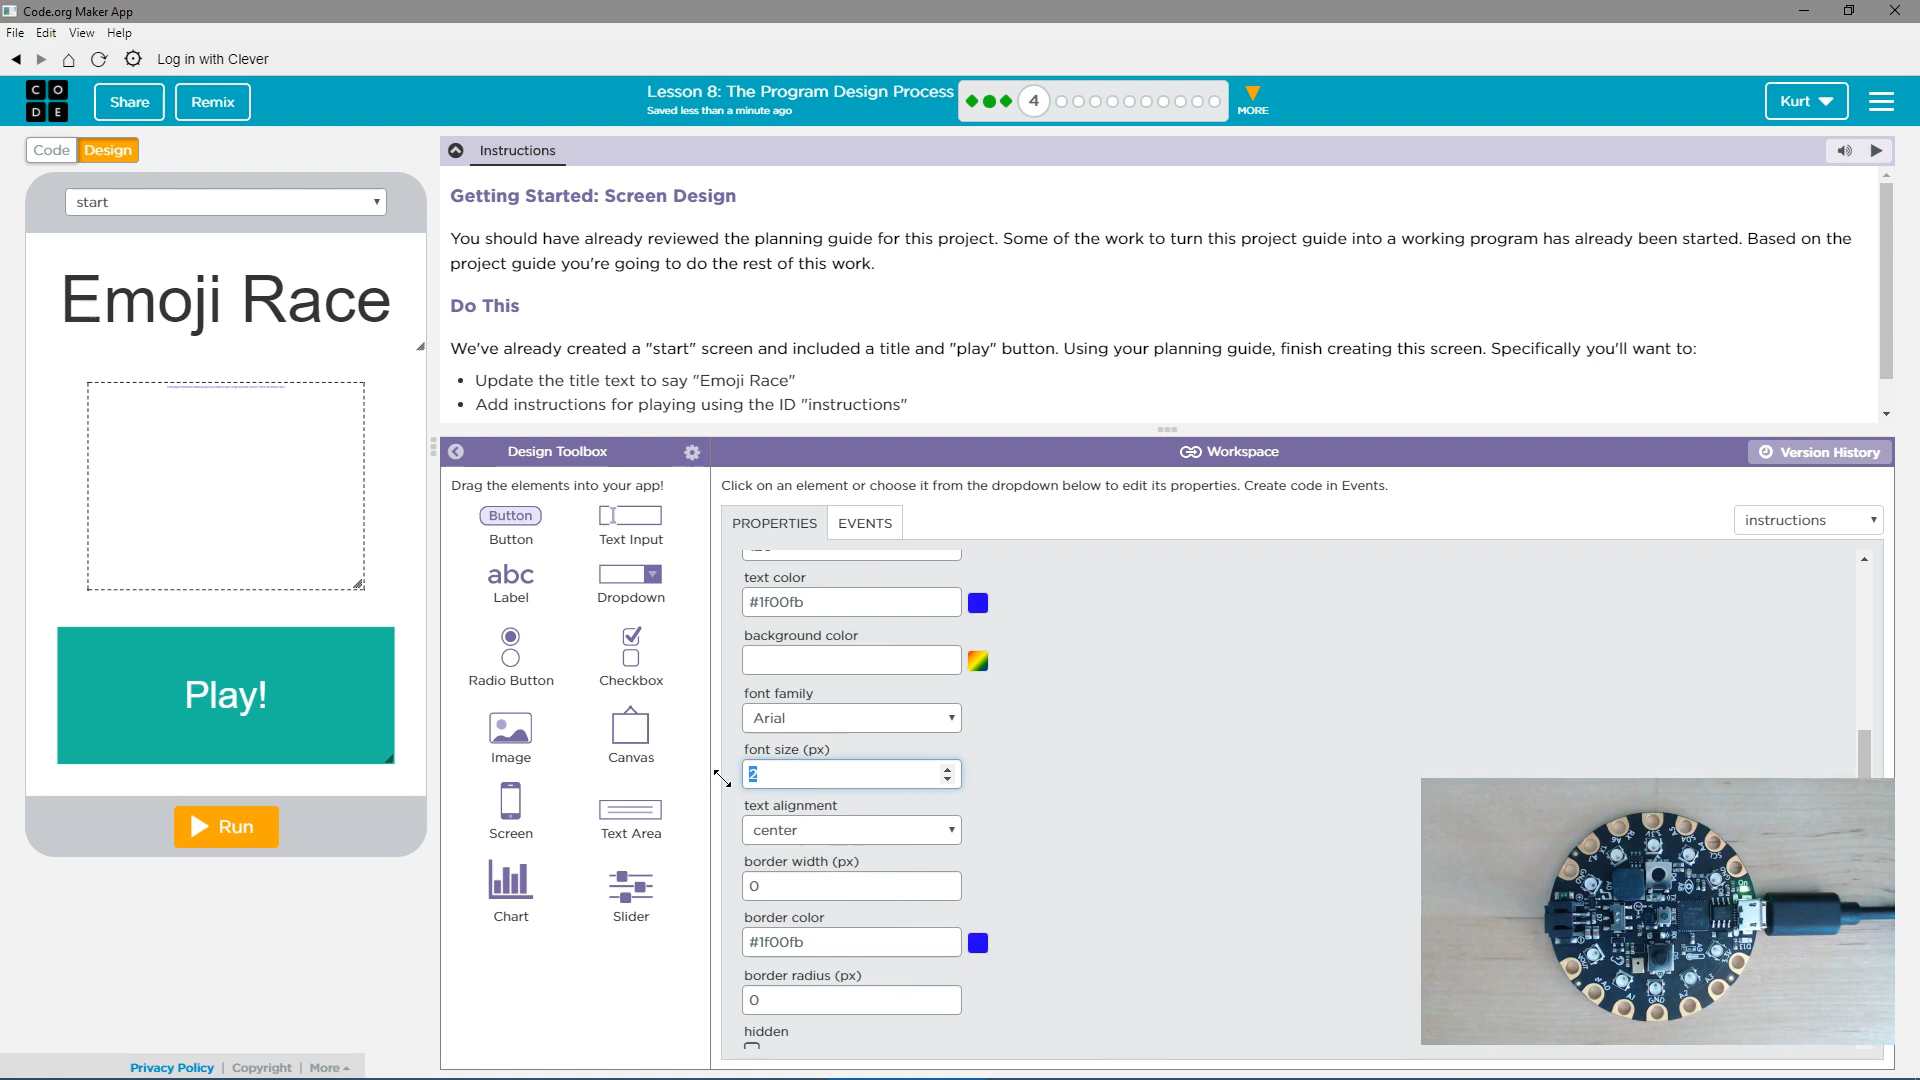 Code.org Maker App
File Edit View Help
Log in with Clever
CODE
Share
Remix
Lesson 8: The Program Design Process
Saved less than a minute ago
4
MORE
Kurt
Code
Design
start
Emoji Race
Play!
Run
Instructions
Getting Started: Screen Design
You should have already reviewed the planning guide for this project. Some of the work to turn this project guide into a working program has already been started. Based on the
project guide you're going to do the rest of this work.
Do This
We've already created a "start" screen and included a title and "play" button. Using your planning guide, finish creating this screen. Specifically you'll want to:
• Update the title text to say "Emoji Race"
• Add instructions for playing using the ID "instructions"
Design Toolbox
Workspace
Version History
Drag the elements into your app!
Button
Button
Text Input
abc
Label
Dropdown
Radio Button
Checkbox
Image
Canvas
Screen
Text Area
Chart
Slider
Click on an element or choose it from the dropdown below to edit its properties. Create code in Events.
PROPERTIES
EVENTS
instructions
text color
#1f00fb
background color
font family
Arial
font size (px)
2
text alignment
center
border width (px)
0
border color
#1f00fb
border radius (px)
0
hidden
Privacy Policy | Copyright | More